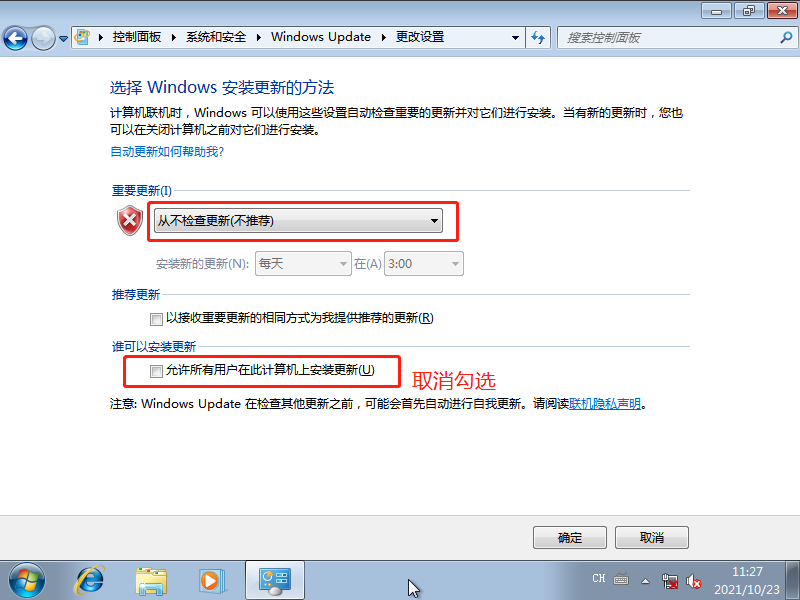 控制面板 系统和安全 Windows Update 更改设置 搜索控制面板
选择 Windows 安装更新的方法
计算机联机时，Windows 可以使用这些设置自动检查重要的更新并对它们进行安装。当有新的更新时，您也
可以在关闭计算机之前对它们进行安装。
自动更新如何帮助我?
重要更新(I)
从不检查更新(不推荐)
安装新的更新(N): 每天 在(A) 3:00
推荐更新
以接收重要更新的相同方式为我提供推荐的更新(R)
谁可以安装更新
允许所有用户在此计算机上安装更新(U)
取消勾选
注意: Windows Update 在检查其他更新之前，可能会首先自动进行自我更新。请阅读联机隐私声明。
确定 取消
CH 11:27
2021/10/23